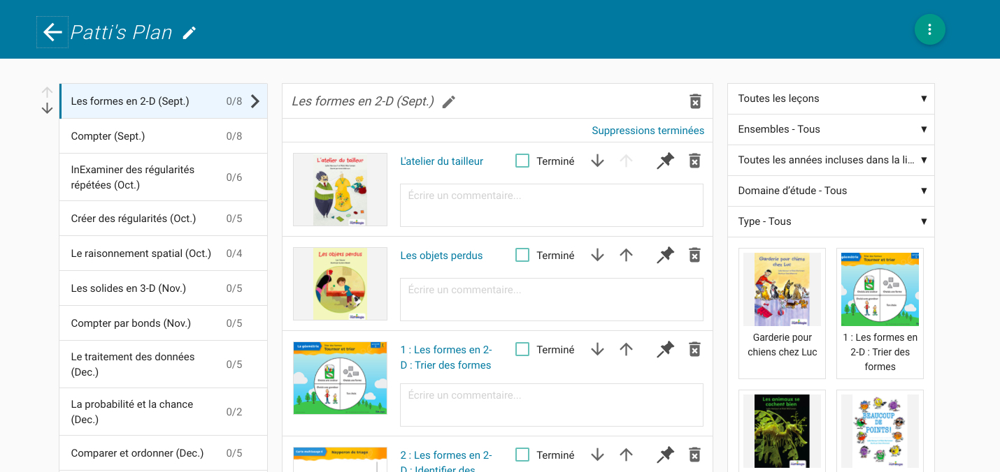 Patti's Plan
Les formes en 2-D (Sept.) 0/8
Compter (Sept.) 0/8
InExaminer des régularités
répétées (Oct.) 0/6
Créer des régularités (Oct.) 0/5
Le raisonnement spatial (Oct.) 0/4
Les solides en 3-D (Nov.) 0/5
Compter par bonds (Nov.) 0/5
Le traitement des données
(Dec.) 0/5
La probabilité et la chance
(Dec.) 0/2
Comparer et ordonner (Dec.) 0/5
Les formes en 2-D (Sept.)
Suppressions terminées
L'atelier du tailleur
L'atelier du tailleur Terminé
Écrire un commentaire...
Les objets perdus
Les objets perdus Terminé
Écrire un commentaire...
La géométrie
Tourner et trier
1 : Les formes en 2-
D : Trier des formes
Terminé
Écrire un commentaire...
Napperon de triage
2 : Les formes en 2-
D : Identifier des
Terminé
Toutes les leçons ▼
Ensembles - Tous ▼
Toutes les années incluses dans la li... ▼
Domaine d’étude - Tous ▼
Type - Tous ▼
Garderie pour chiens
chez Luc
Garderie pour
chiens chez Luc
géométrie
Tourner et trier
1 : Les formes en
2-D : Trier des
formes
Les animaux se
cachent bien
BEAUCOUP
DE
POINTS!